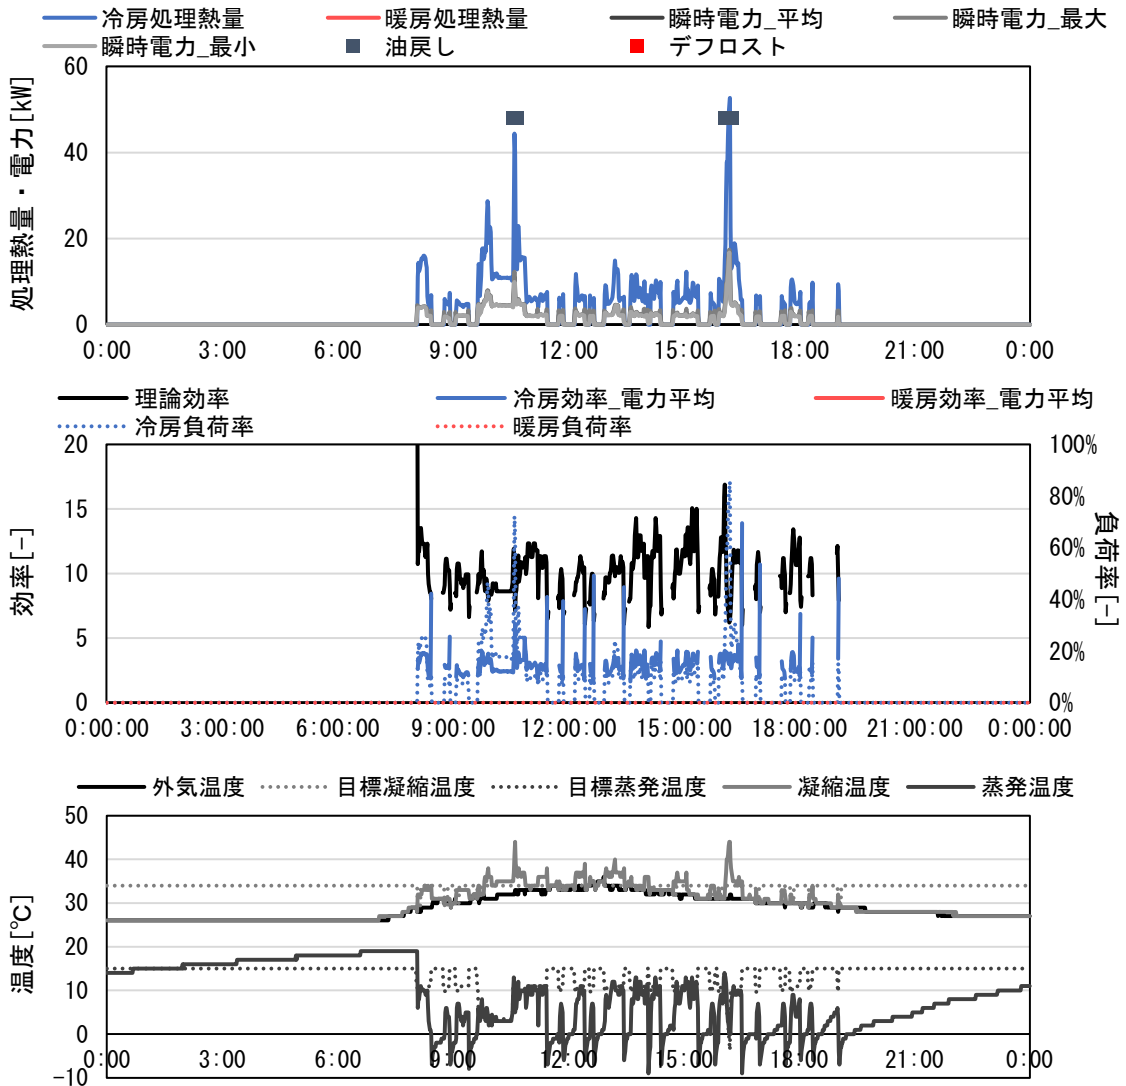 冷房処理熱量 暖房処理熱量 瞬時電力_平均 瞬時電力_最大
瞬時電力_最小 油戻し デフロスト
処理熱量・電力[kW]
60
40
20
0
0:00 3:00 6:00 9:00 12:00 15:00 18:00 21:00 0:00
理論効率 冷房効率_電力平均 暖房効率_電力平均
冷房負荷率 暖房負荷率
効率[-]
20
15
10
5
0
100%
80%
60%
40%
20%
0%
負荷率[-]
0:00:00 3:00:00 6:00:00 9:00:00 12:00:00 15:00:00 18:00:00 21:00:00 0:00:00
外気温度 目標凝縮温度 目標蒸発温度 凝縮温度 蒸発温度
温度[℃]
50
40
30
20
10
0
-10
0:00 3:00 6:00 9:00 12:00 15:00 18:00 21:00 0:00